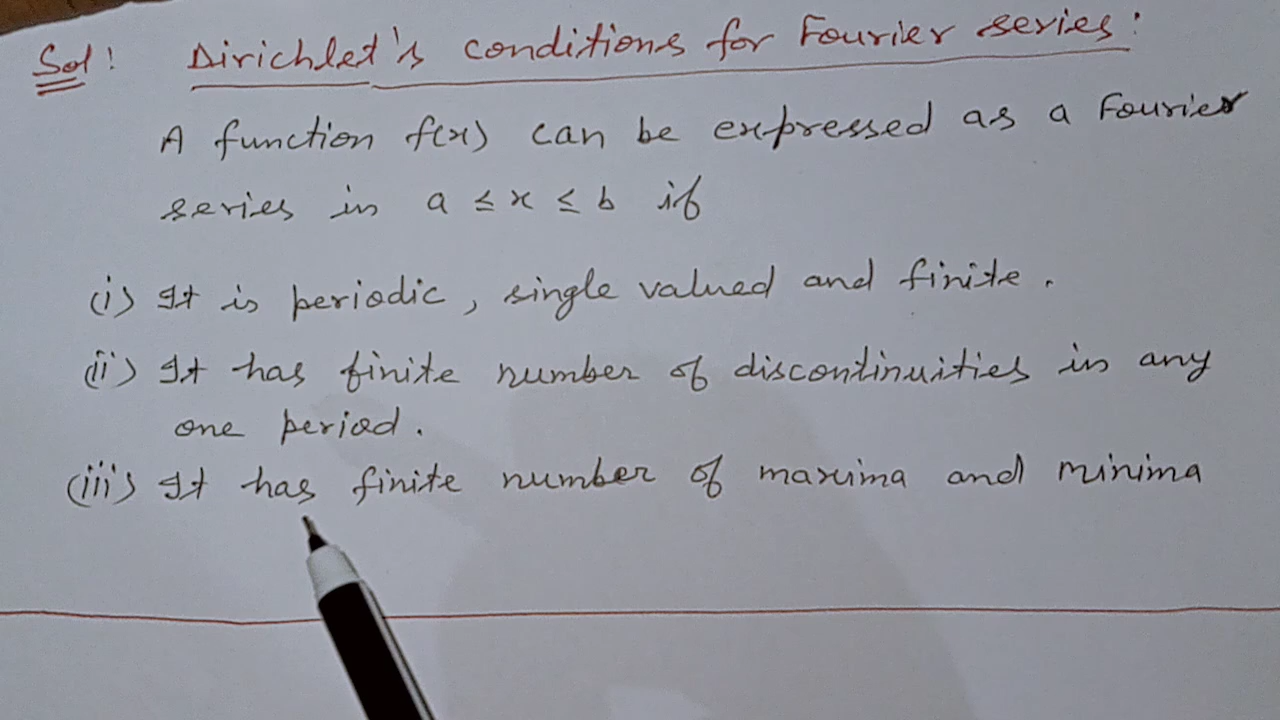 Sol: Dirichlet's conditions for Fourier series:
A function f(x) can be expressed as a Fourier
series in a ≤ x ≤ b if
(i) It is periodic, single valued and finite.
(ii) It has finite number of discontinuities in any
one period.
(iii) It has finite number of maxima and minima